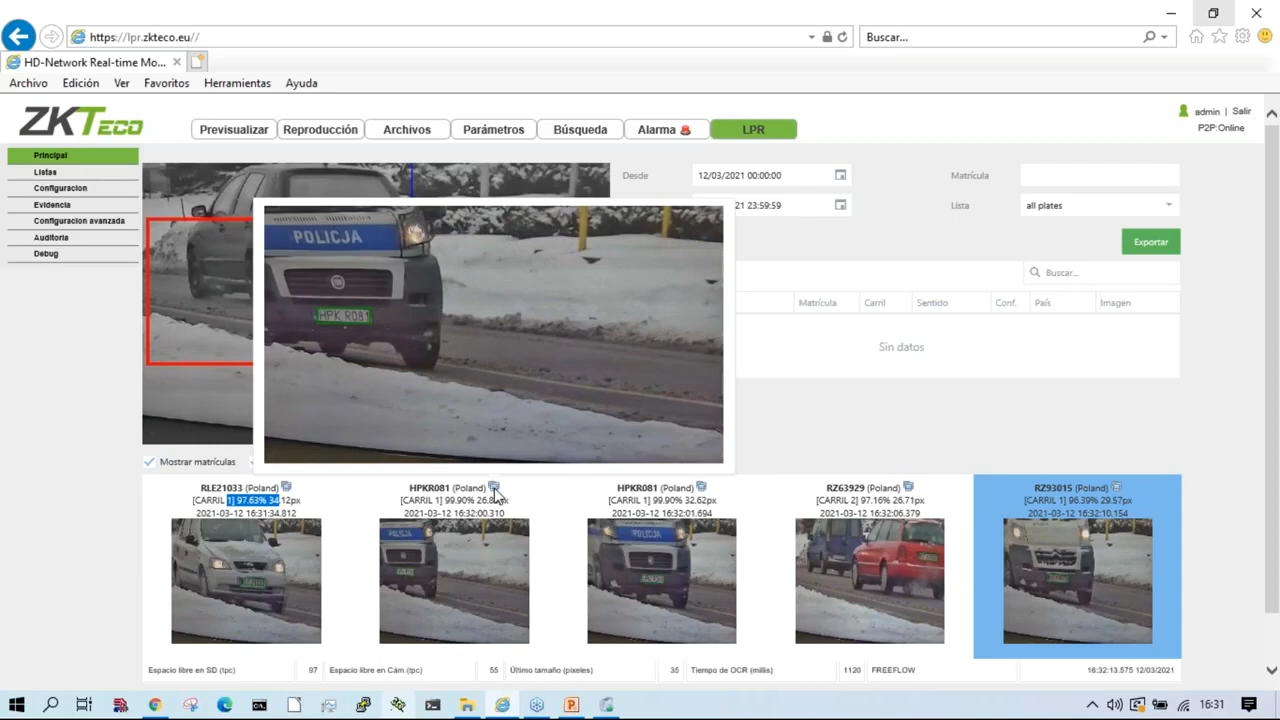 https://lpr.zkteco.eu//
Buscar...
HD-Network Real-time Mo...
Archivo Edición Ver Favoritos Herramientas Ayuda
ZKTeco
Previsualizar Reproducción Archivos Parámetros Búsqueda Alarma LPR
admin | Salir
P2P:Online
Principal
Listas
Configuracion
Evidencia
Configuracion avanzada
Auditoria
Debug
Desde 12/03/2021 00:00:00 Matrícula
21 23:59:59 Lista all plates
Exportar
Buscar...
Matrícula Carril Sentido Conf. País Imagen
Sin datos
POLICJA
HPK R081
Mostrar matrículas
RLE21033 (Poland)
[CARRIL 1] 97.63% 34.12px
2021-03-12 16:31:34.812
HPKR081 (Poland)
[CARRIL 1] 99.90% 26.8
2021-03-12 16:32:00.310
HPKR081 (Poland)
[CARRIL 1] 99.90% 32.62px
2021-03-12 16:32:01.694
POLICJA
RZ63929 (Poland)
[CARRIL 2] 97.16% 26.71px
2021-03-12 16:32:06.379
RZ93015 (Poland)
[CARRIL 1] 96.39% 29.57px
2021-03-12 16:32:10.154
Espacio libre en SD (tpc) 97 Espacio libre en Cám.(tpc) 55 Último tamaño (píxeles) 35 Tiempo de OCR (millis) 1120 FREEFLOW 16:32:13.575 12/03/2021
16:31